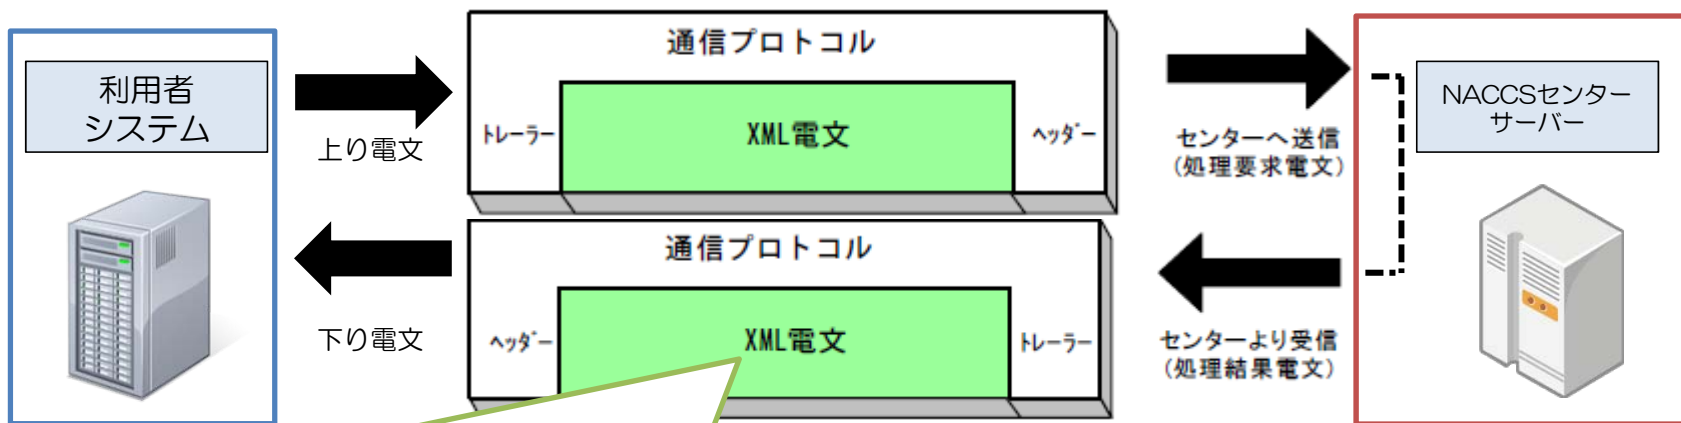 利用者
システム
上り電文
通信プロトコル
ﾄﾚｰﾗｰ
XML電文
ﾍｯﾀﾞｰ
センターへ送信
(処理要求電文)
NACCSセンター
サーバー
下り電文
通信プロトコル
ﾍｯﾀﾞｰ
XML電文
ﾄﾚｰﾗｰ
センターより受信
(処理結果電文)